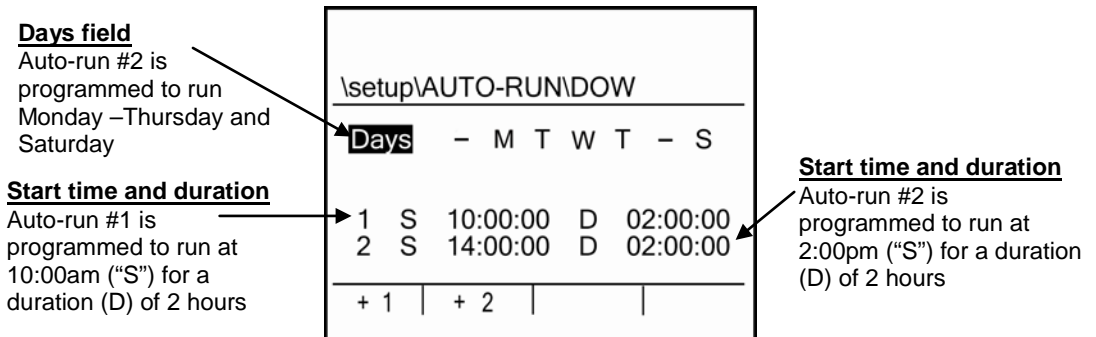 Days field
Auto-run #2 is
programmed to run
Monday –Thursday and
Saturday
Start time and duration
Auto-run #1 is
programmed to run at
10:00am (“S”) for a
duration (D) of 2 hours
\setup\AUTO-RUN\DOW
Days – M T W T – S
1 S 10:00:00 D 02:00:00
2 S 14:00:00 D 02:00:00
+ 1 + 2
Start time and duration
Auto-run #2 is
programmed to run at
2:00pm (“S”) for a duration
(D) of 2 hours